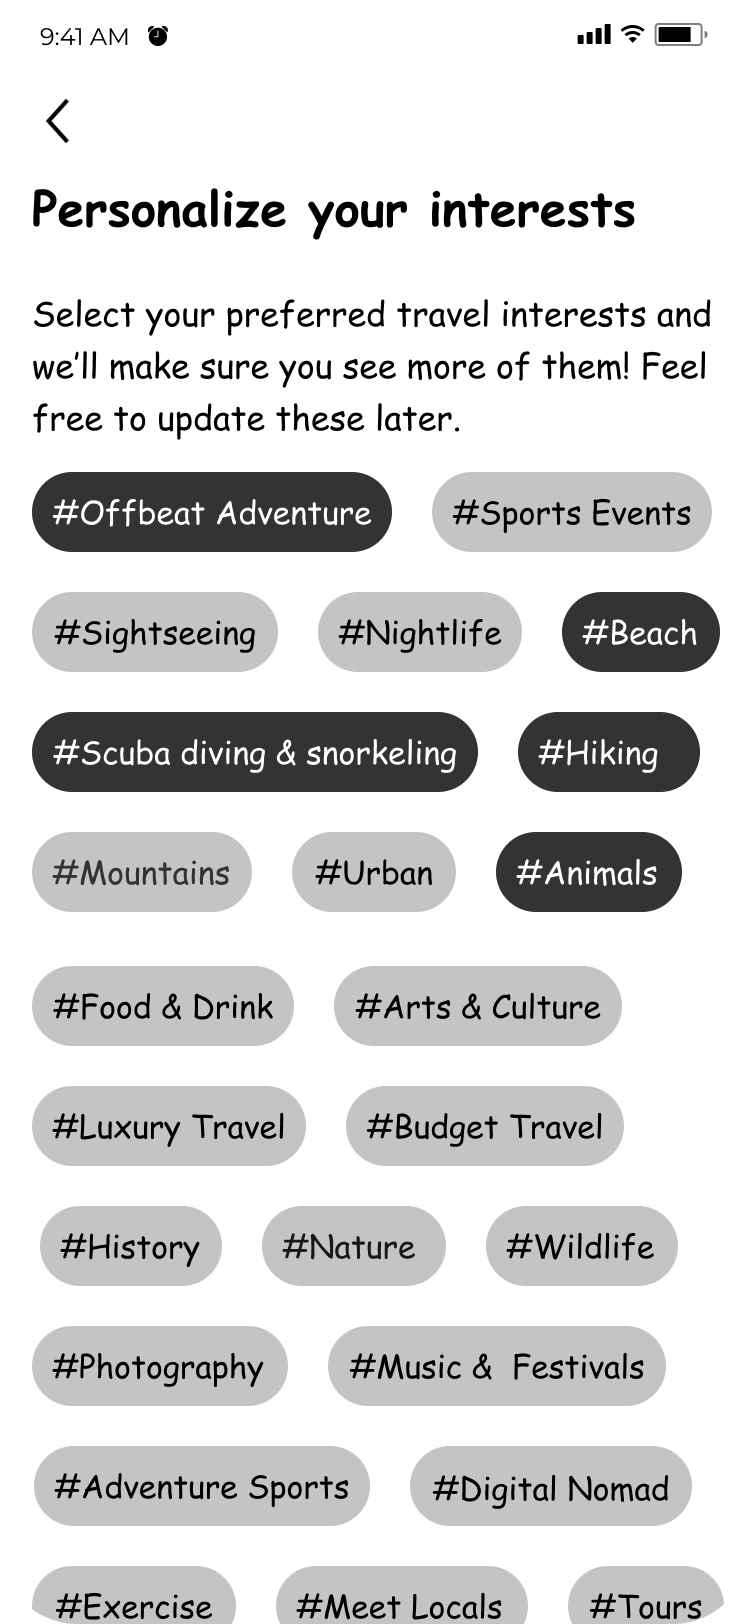 9:41 AM
Personalize your interests
Select your preferred travel interests and
we'll make sure you see more of them! Feel
free to update these later.
#Offbeat Adventure #Sports Events
#Sightseeing #Nightlife #Beach
#Scuba diving & snorkeling #Hiking
#Mountains #Urban #Animals
#Food & Drink #Arts & Culture
#Luxury Travel #Budget Travel
#History #Nature #Wildlife
#Photography #Music & Festivals
#Adventure Sports #Digital Nomad
#Exercise #Meet Locals #Tours